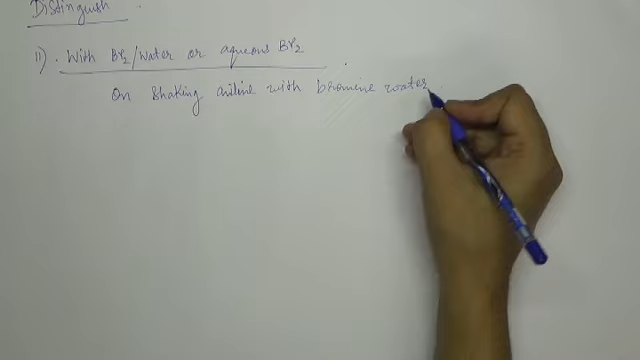 Distinguish
ii). With Br2/Water or aqueous Br2
On shaking aniline with bromine water